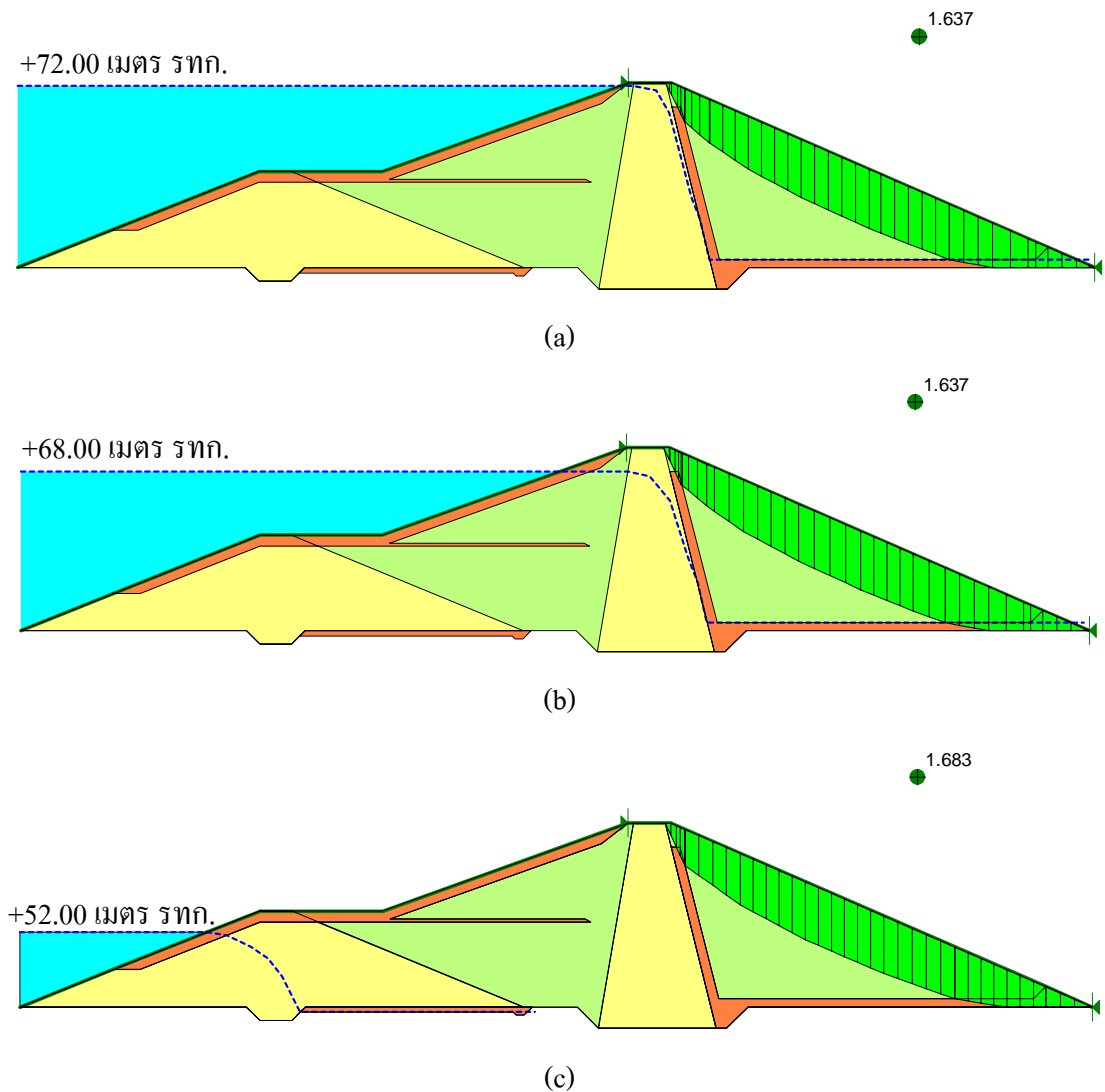 1.637
+72.00 เมตร รทก.
(a)
1.637
+68.00 เมตร รทก.
(b)
1.683
+52.00 เมตร รทก.
(c)